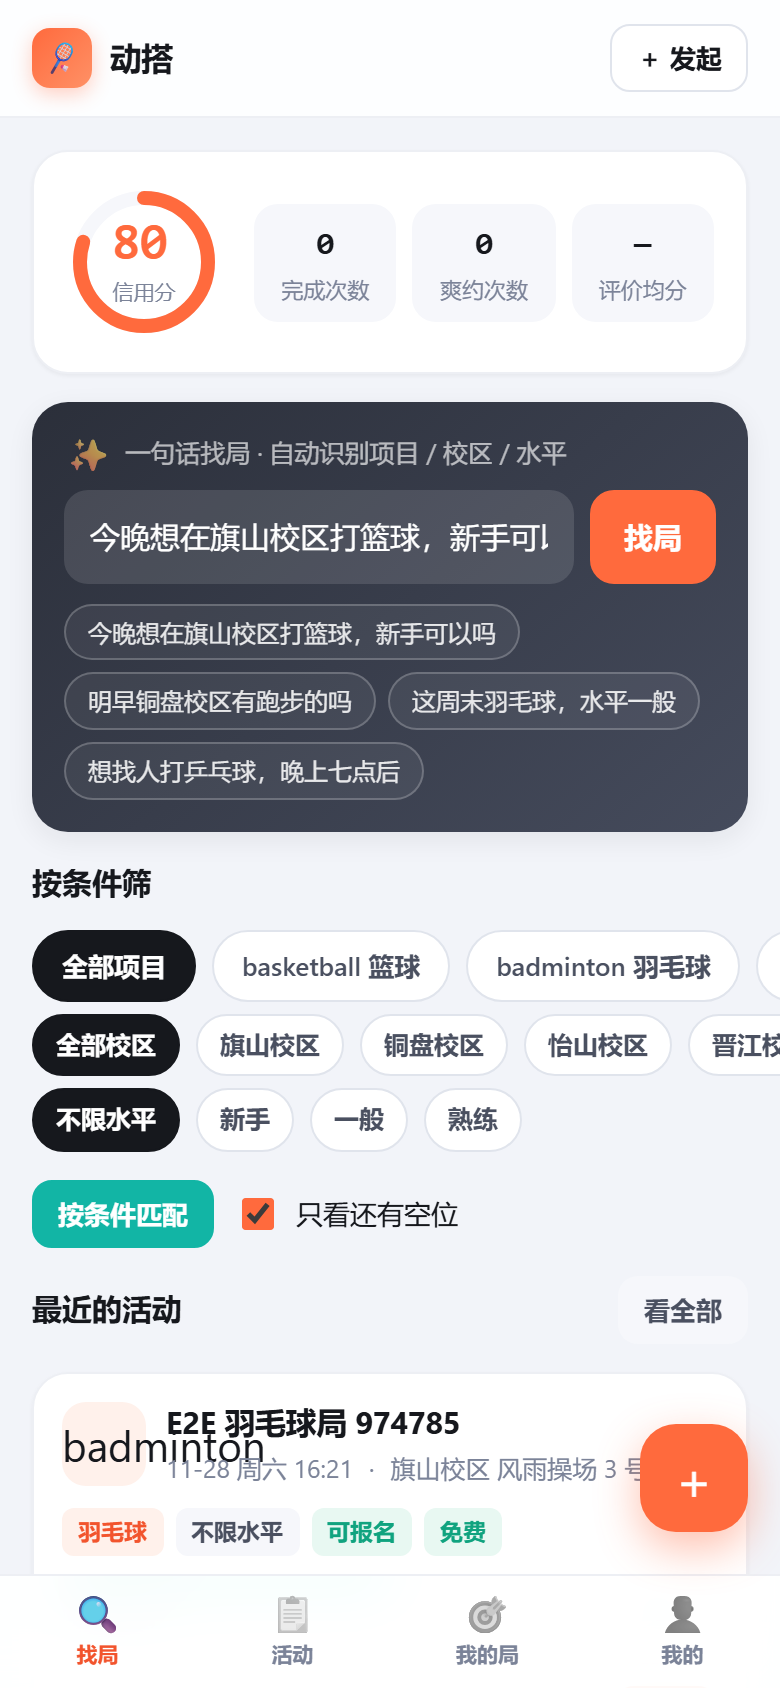 动搭
+ 发起
80
信用分
0
完成次数
0
爽约次数
–
评价均分
一句话找局 · 自动识别项目 / 校区 / 水平
今晚想在旗山校区打篮球，新手可
找局
今晚想在旗山校区打篮球，新手可以吗
明早铜盘校区有跑步的吗
这周末羽毛球，水平一般
想找人打乒乓球，晚上七点后
按条件筛
全部项目
basketball 篮球
badminton 羽毛球
全部校区
旗山校区
铜盘校区
怡山校区
晋江校
不限水平
新手
一般
熟练
按条件匹配
只看还有空位
最近的活动
看全部
badminton
E2E 羽毛球局 974785
11-28 周六 16:21 · 旗山校区 风雨操场 3 号
羽毛球
不限水平
可报名
免费
+
找局
活动
我的局
我的